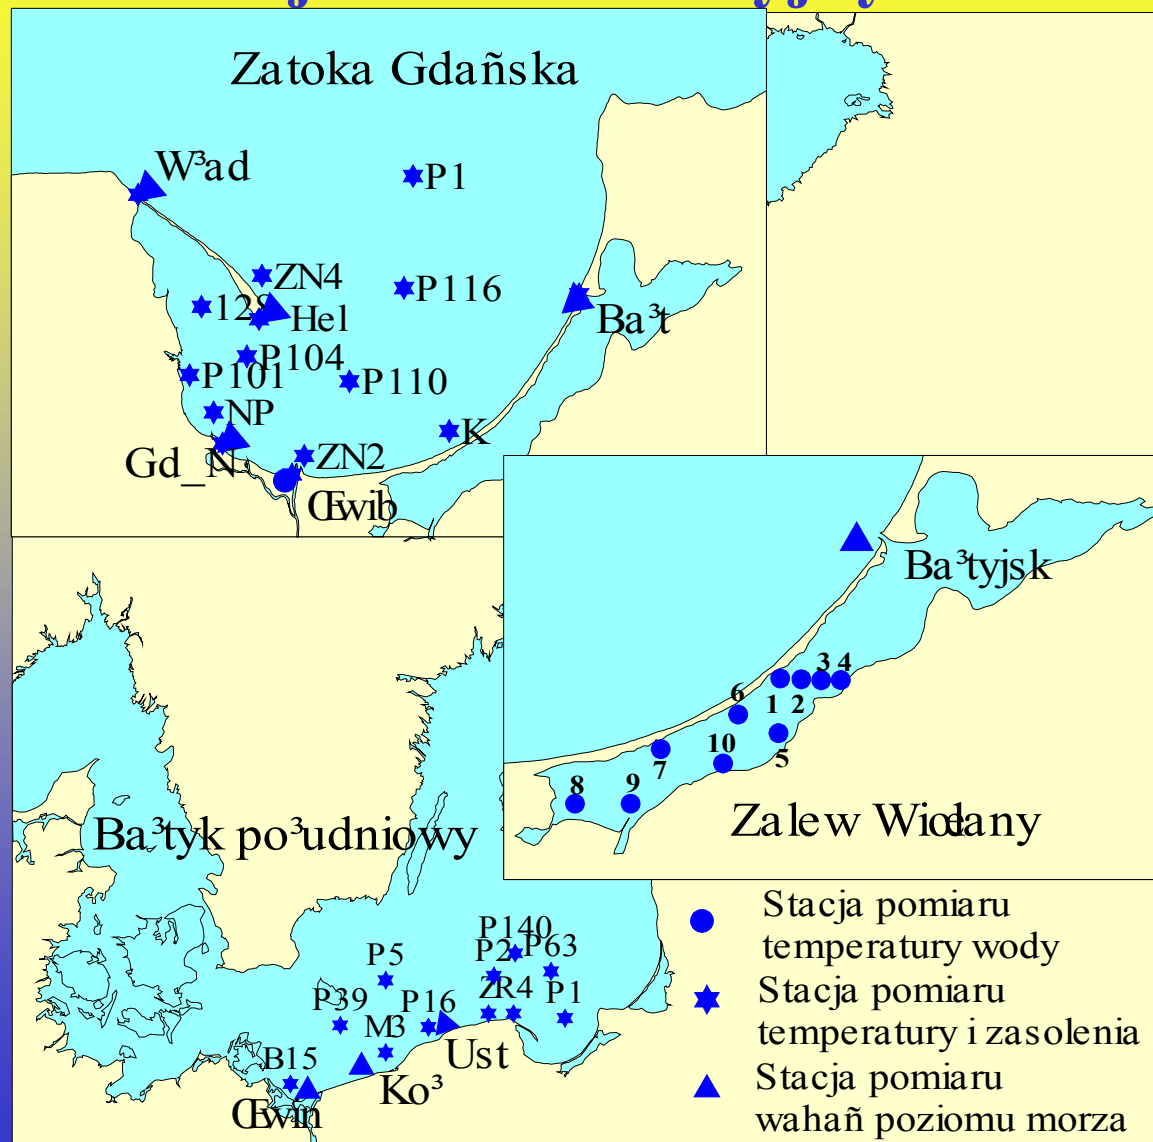 Zatoka Gdañska
W³ad
P1
ZN4
P116
128
Hel
Ba³t
P104
P101
P110
NP
K
Gd_N
ZN2
Œwib
Ba³tyjsk
3 4
6
1 2
10
5
7
8
9
Zalew Wiœlany
Ba³tyk po³udniowy
P140
P5
P2
P63
P39
P16
ZR4
P1
M3
Ust
B15
Ko³
Œwin
Stacja pomiaru
temperatury wody
Stacja pomiaru
temperatury i zasolenia
Stacja pomiaru
wahañ poziomu morza